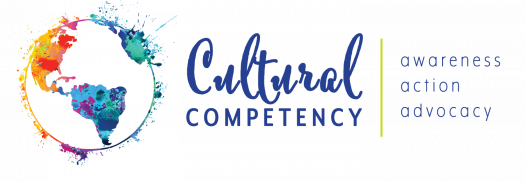 Cultural
COMPETENCY
awareness
action
advocacy